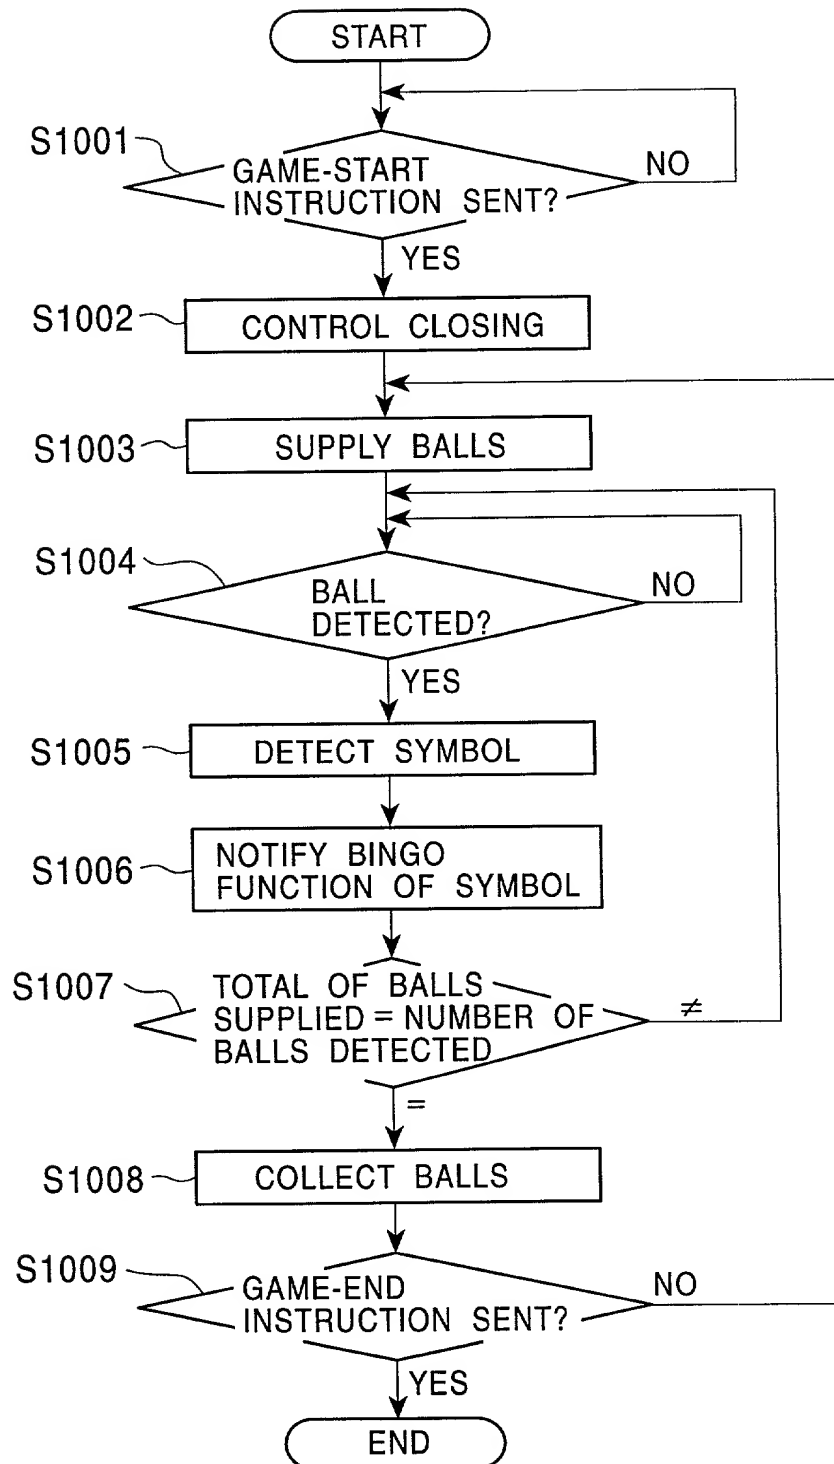 START
S1001
GAME-START
INSTRUCTION SENT?
NO
YES
S1002
CONTROL CLOSING
S1003
SUPPLY BALLS
S1004
BALL
DETECTED?
NO
YES
S1005
DETECT SYMBOL
S1006
NOTIFY BINGO
FUNCTION OF SYMBOL
S1007
TOTAL OF BALLS
SUPPLIED = NUMBER OF
BALLS DETECTED
≠
=
S1008
COLLECT BALLS
S1009
GAME-END
INSTRUCTION SENT?
NO
YES
END